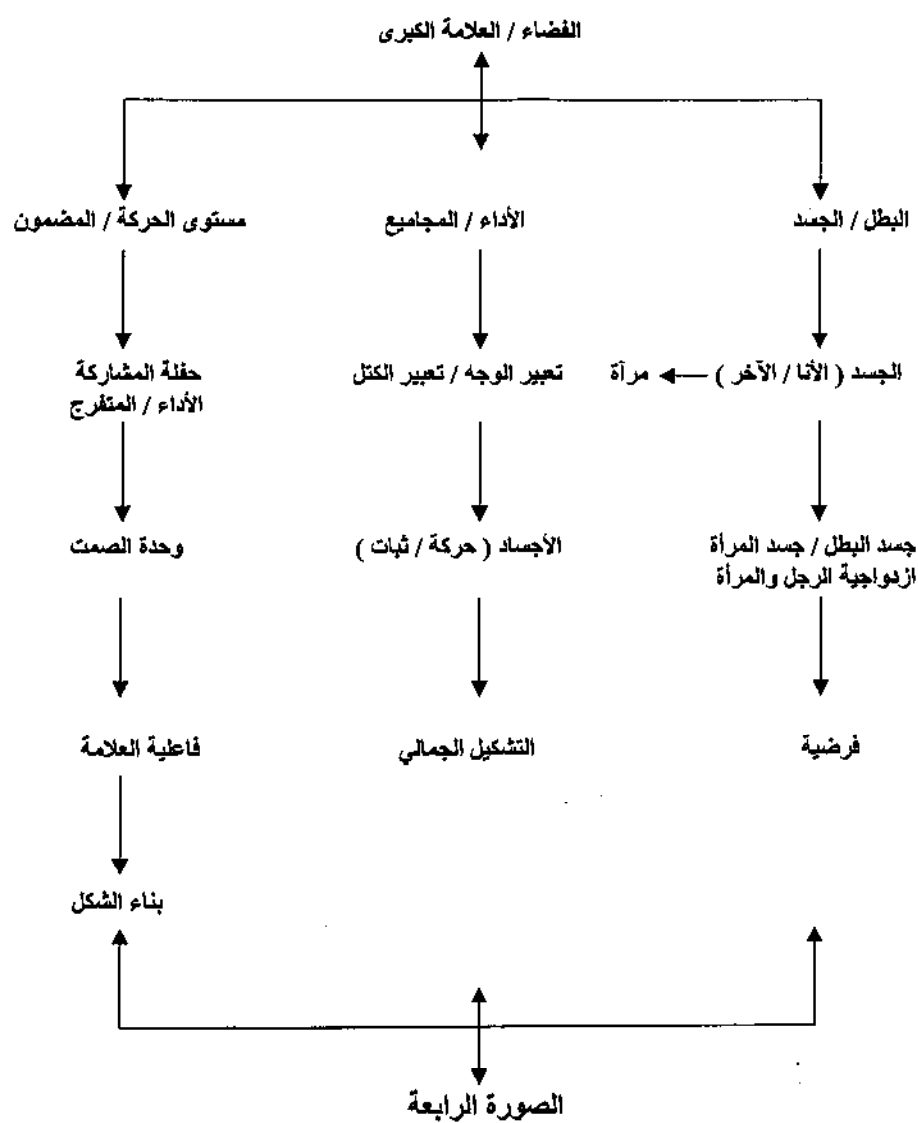 الفضاء / العلامة الكبرى
البطل / الجسد
الأداء / المجاميع
مستوى الحركة / المضمون
الجسد ( الأنا / الآخر ) ← مرآة
تعبير الوجه / تعبير الكتل
حفلة المشاركة
الأداء / المتفرج
جسد البطل / جسد المرأة
ازدواجية الرجل والمرأة
الأجساد ( حركة / ثبات )
وحدة الصمت
فرضية
التشكيل الجمالي
فاعلية العلامة
بناء الشكل
الصورة الرابعة